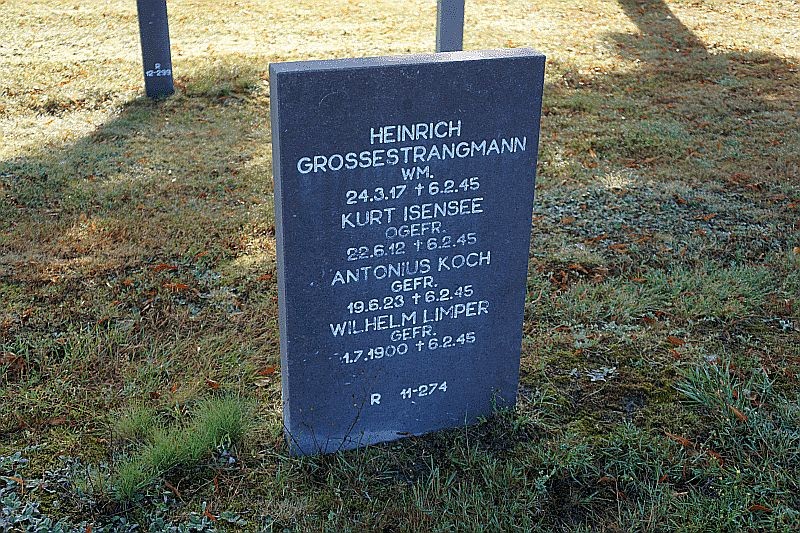 R
12-299
HEINRICH
GROSSESTRANGMANN
WM.
24.3.17 † 6.2.45
KURT ISENSEE
OGEFR.
22.6.12 † 6.2.45
ANTONIUS KOCH
GEFR.
19.6.23 † 6.2.45
WILHELM LIMPER
GEFR.
1.7.1900 † 6.2.45
R 11-274